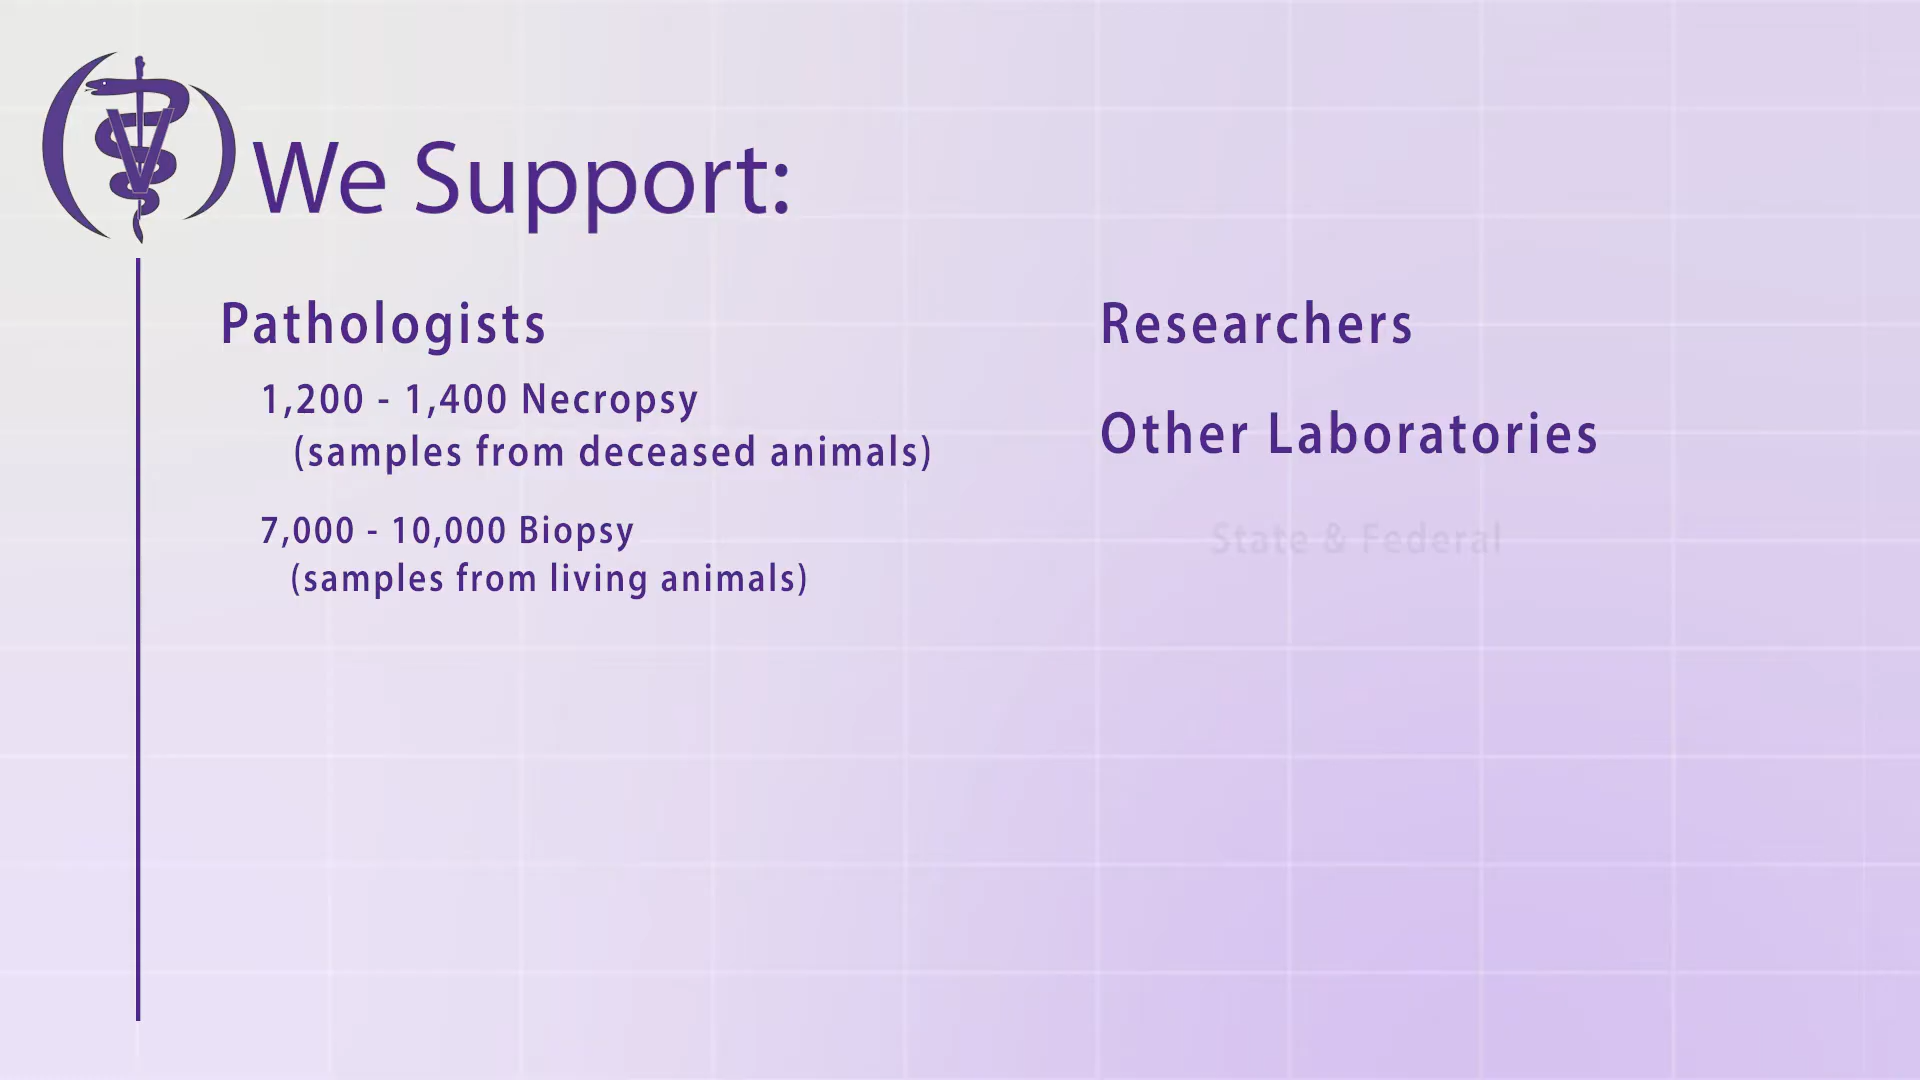 We Support:
Pathologists
1,200 - 1,400 Necropsy
(samples from deceased animals)
7,000 - 10,000 Biopsy
(samples from living animals)
Researchers
Other Laboratories
State & Federal